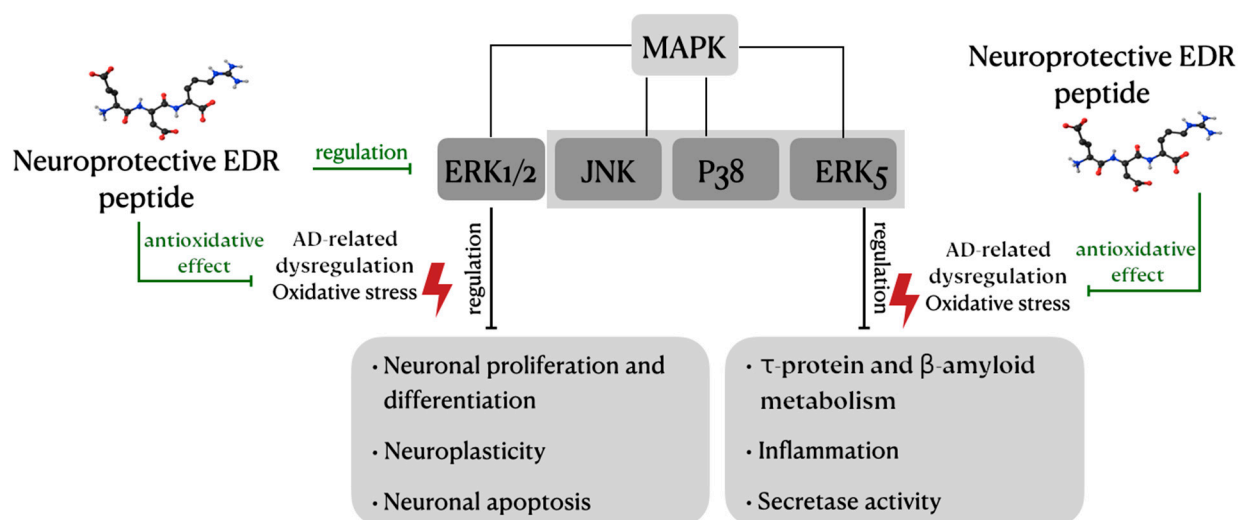 MAPK
Neuroprotective EDR
peptide
regulation
ERK1/2
JNK
P38
ERK5
Neuroprotective EDR
peptide
antioxidative
effect
AD-related
dysregulation
Oxidative stress
regulation
regulation
AD-related
dysregulation
Oxidative stress
antioxidative
effect
· Neuronal proliferation and
differentiation
· Neuroplasticity
· Neuronal apoptosis
· τ-protein and β-amyloid
metabolism
· Inflammation
· Secretase activity